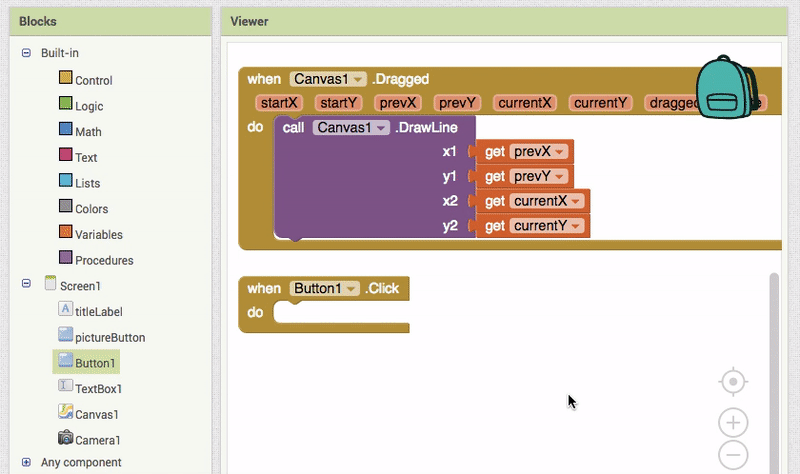 Blocks
Built-in
Control
Logic
Math
Text
Lists
Colors
Variables
Procedures
Screen1
titleLabel
pictureButton
Button1
TextBox1
Canvas1
Camera1
Any component
Viewer
when Canvas1 .Dragged
startX startY prevX prevY currentX currentY
do call Canvas1 .DrawLine
x1 get prevX
y1 get prevY
x2 get currentX
y2 get currentY
when Button1 .Click
do